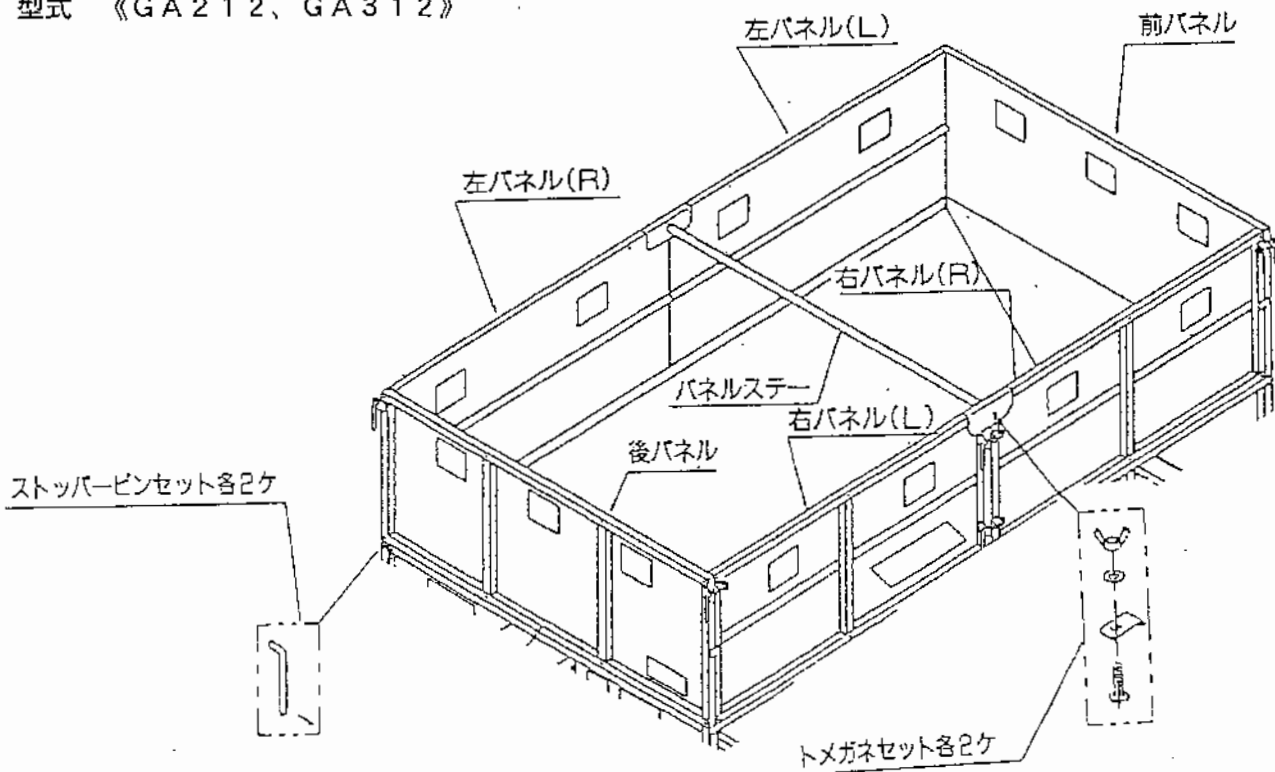 型式 《GA212、GA312》
左パネル(L)
前パネル
左パネル(R)
右パネル(R)
パネルステー
右パネル(L)
後パネル
ストッパーピンセット各2ケ
トメガネセット各2ケ